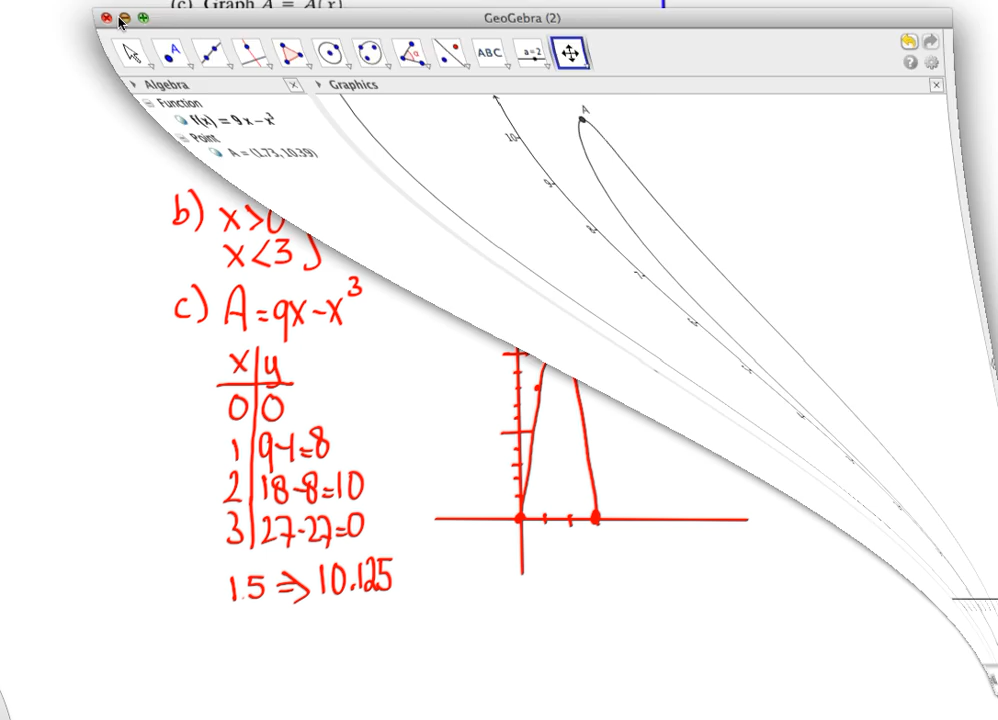 (c) Graph A = A(x)
GeoGebra (2)
ABC
a=2
Algebra
Graphics
Function
f(x) = 9x − x³
Point
A = (1.73, 10.39)
A
10
b) x>0
x<3
c) A=9x-x³
x y
0 0
1 9-1=8
2 18-8=10
3 27-27=0
1.5 ⇒ 10.125